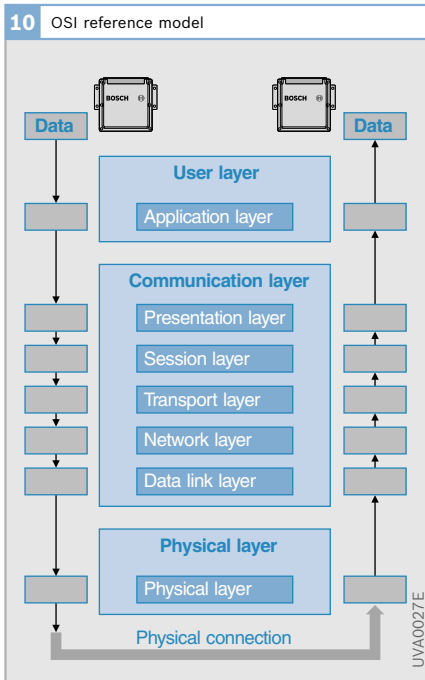 10 OSI reference model
BOSCH BOSCH
Data Data
User layer
Application layer
Communication layer
Presentation layer
Session layer
Transport layer
Network layer
Data link layer
Physical layer
Physical layer
Physical connection
UVA0027E